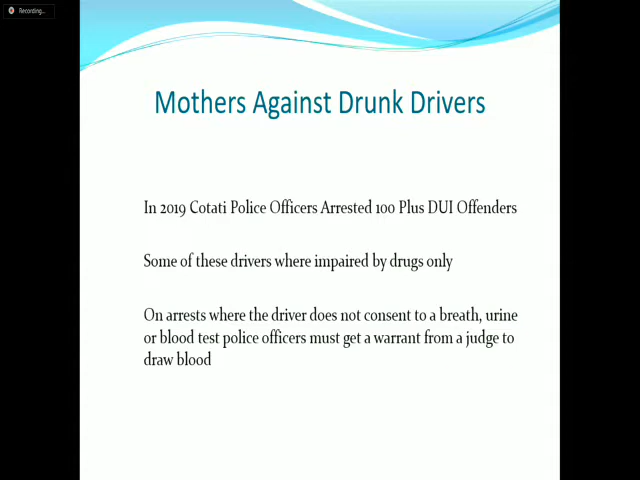 Recording...
Mothers Against Drunk Drivers
In 2019 Cotati Police Officers Arrested 100 Plus DUI Offenders
Some of these drivers where impaired by drugs only
On arrests where the driver does not consent to a breath, urine
or blood test police officers must get a warrant from a judge to
draw blood